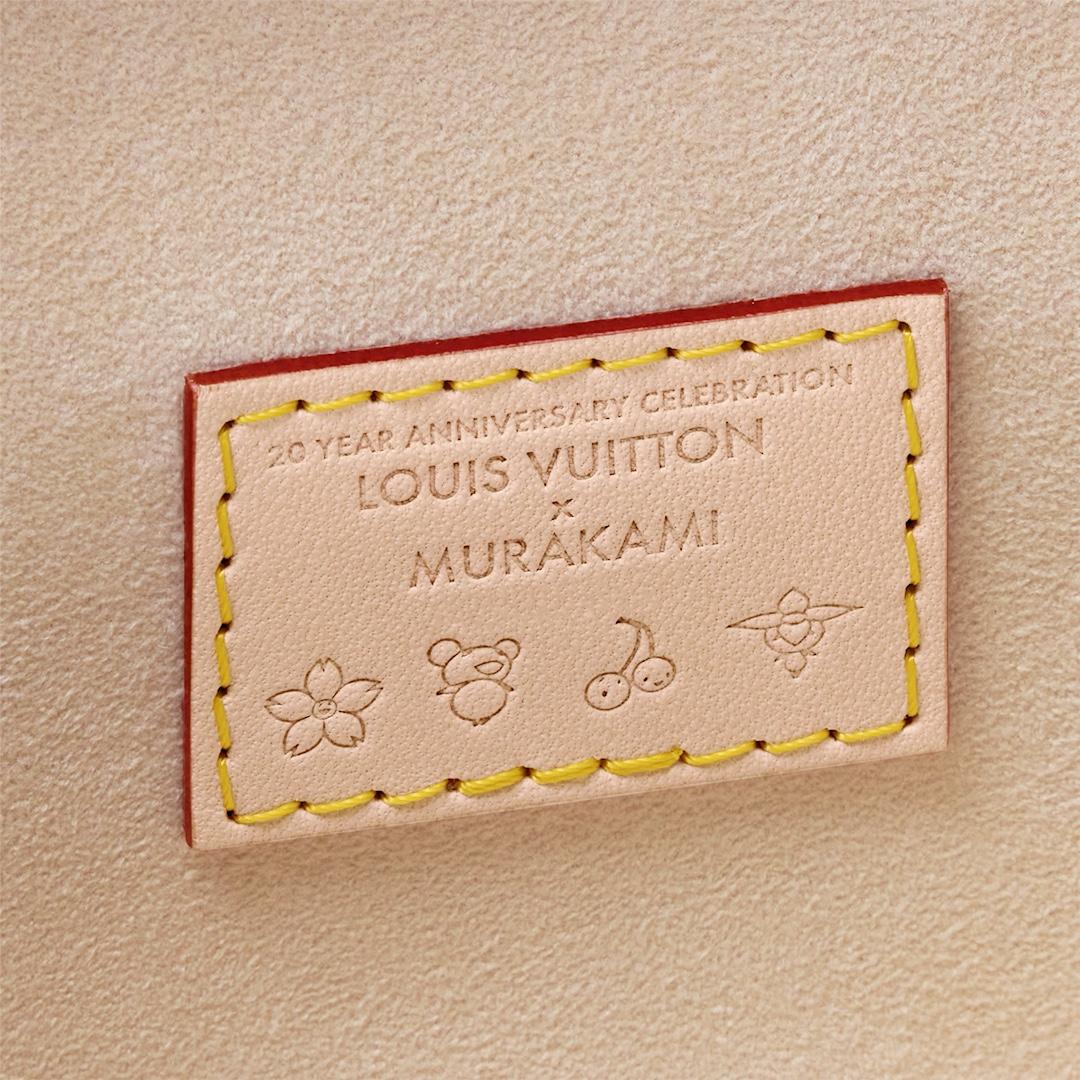 20 YEAR ANNIVERSARY CELEBRATION
LOUIS VUITTON
x
MURAKAMI